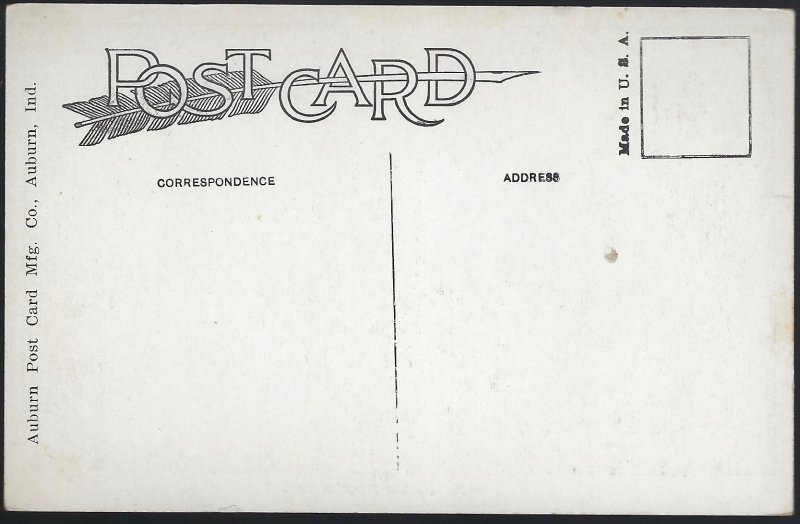 POST CARD
Made in U. S. A.
CORRESPONDENCE
ADDRESS
Auburn Post Card Mfg. Co., Auburn, Ind.